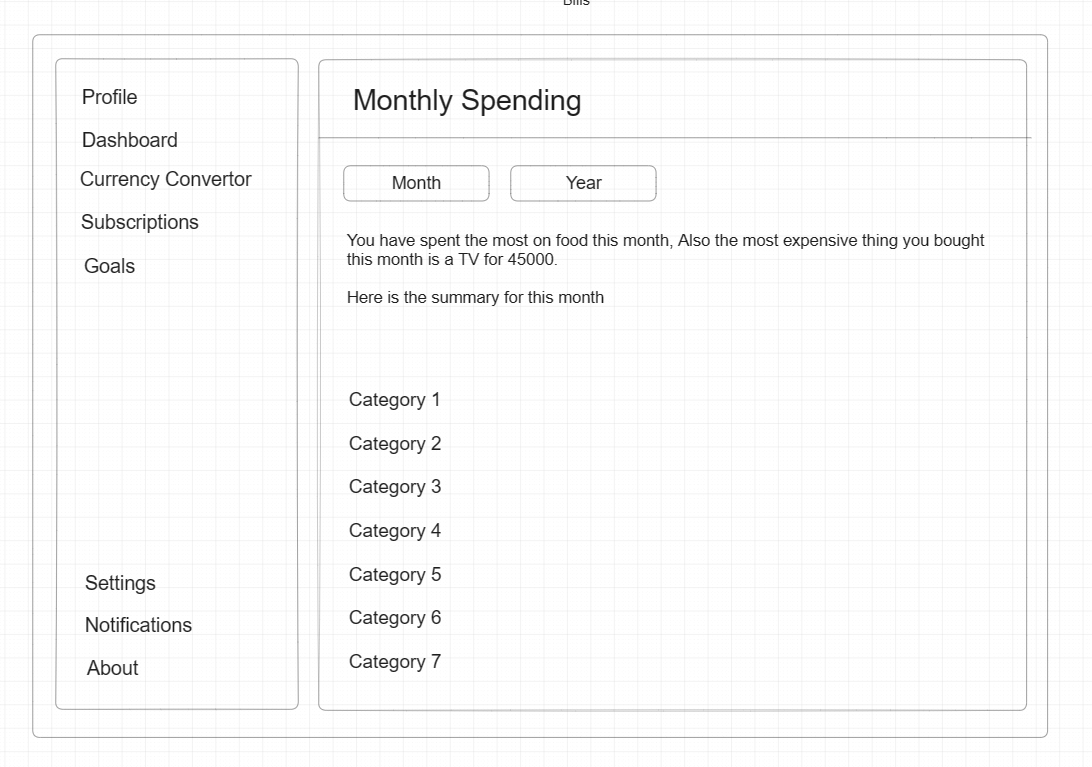 Bills
Profile
Dashboard
Currency Convertor
Subscriptions
Goals
Settings
Notifications
About
Monthly Spending
Month
Year
You have spent the most on food this month, Also the most expensive thing you bought
this month is a TV for 45000.
Here is the summary for this month
Category 1
Category 2
Category 3
Category 4
Category 5
Category 6
Category 7